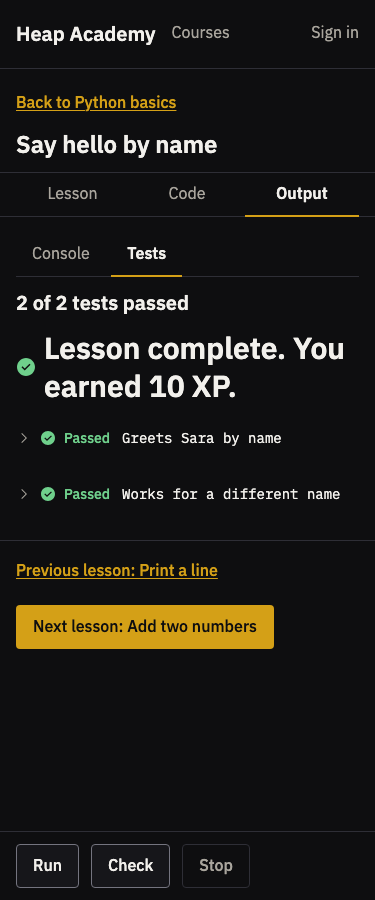 Heap Academy Courses Sign in
Back to Python basics
Say hello by name
Lesson Code Output
Console Tests
2 of 2 tests passed
Lesson complete. You
earned 10 XP.
Passed Greets Sara by name
Passed Works for a different name
Previous lesson: Print a line
Next lesson: Add two numbers
Run Check Stop